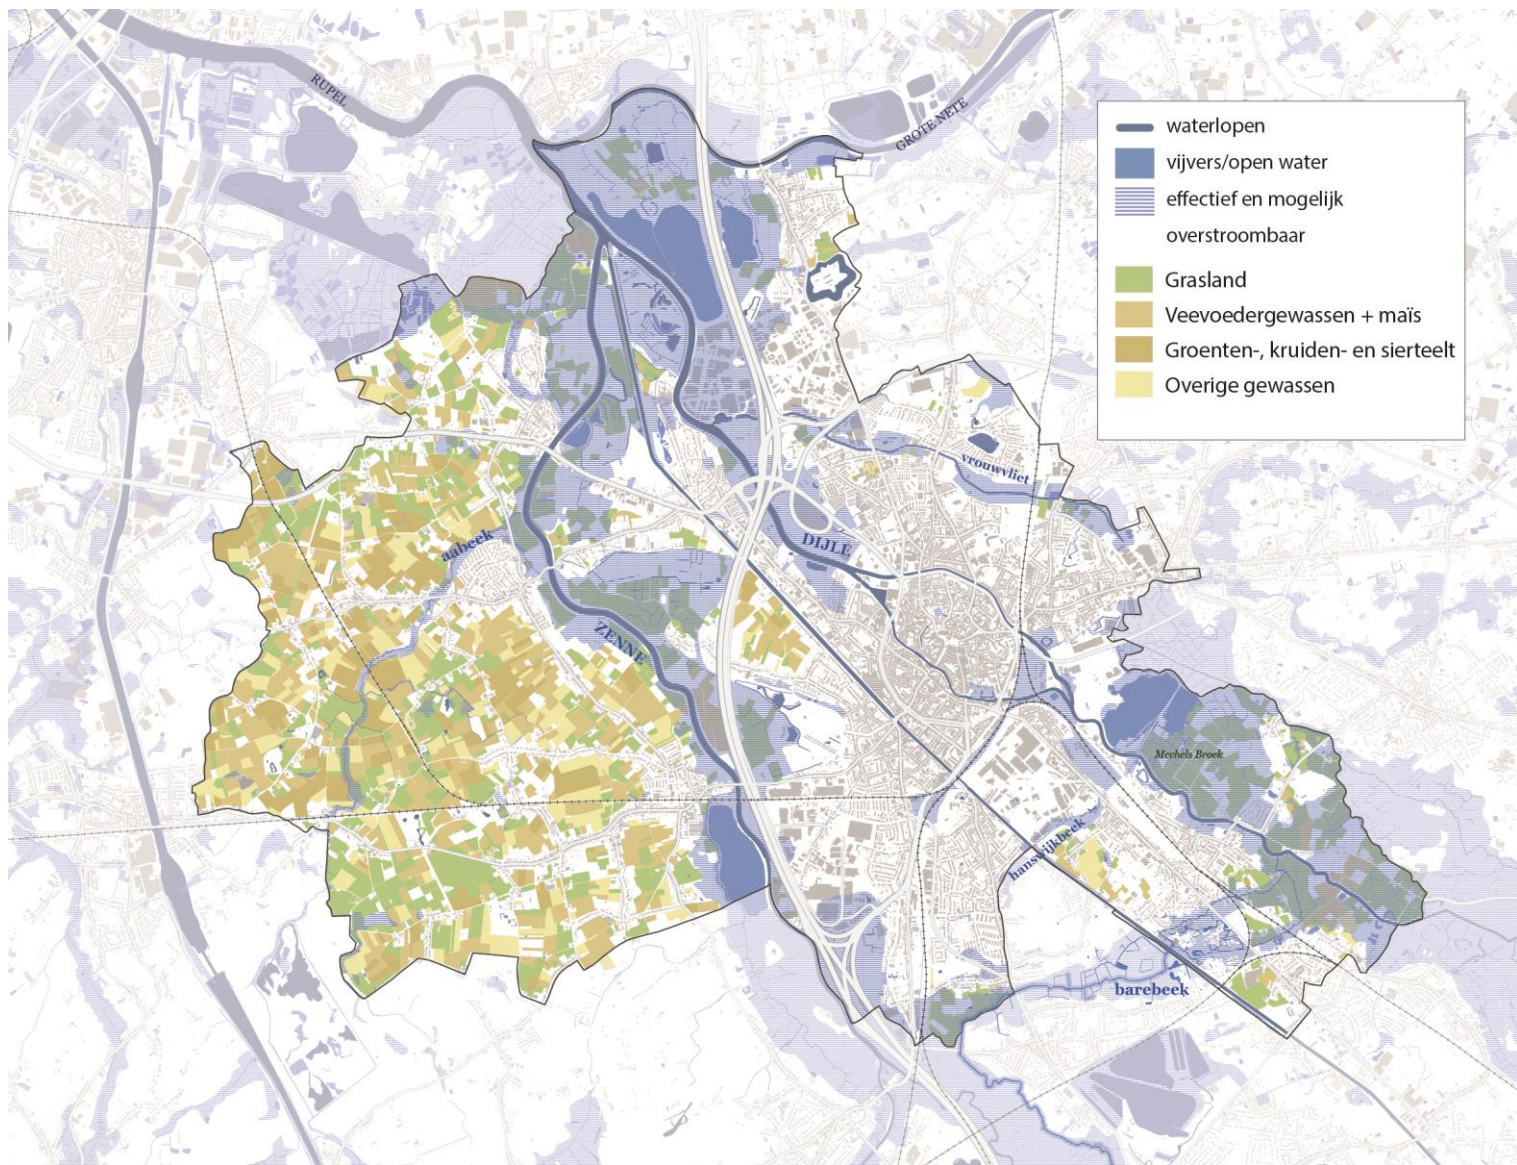 RUPEL
GROTE NETE
waterlopen
vijvers/open water
effectief en mogelijk
overstroombaar
Grasland
Veevoedergewassen + maïs
Groenten-, kruiden- en sierteelt
Overige gewassen
vrouwvliet
aabeek
DIJLE
ZENNE
Mechels Broek
hanswijkbeek
barebeek